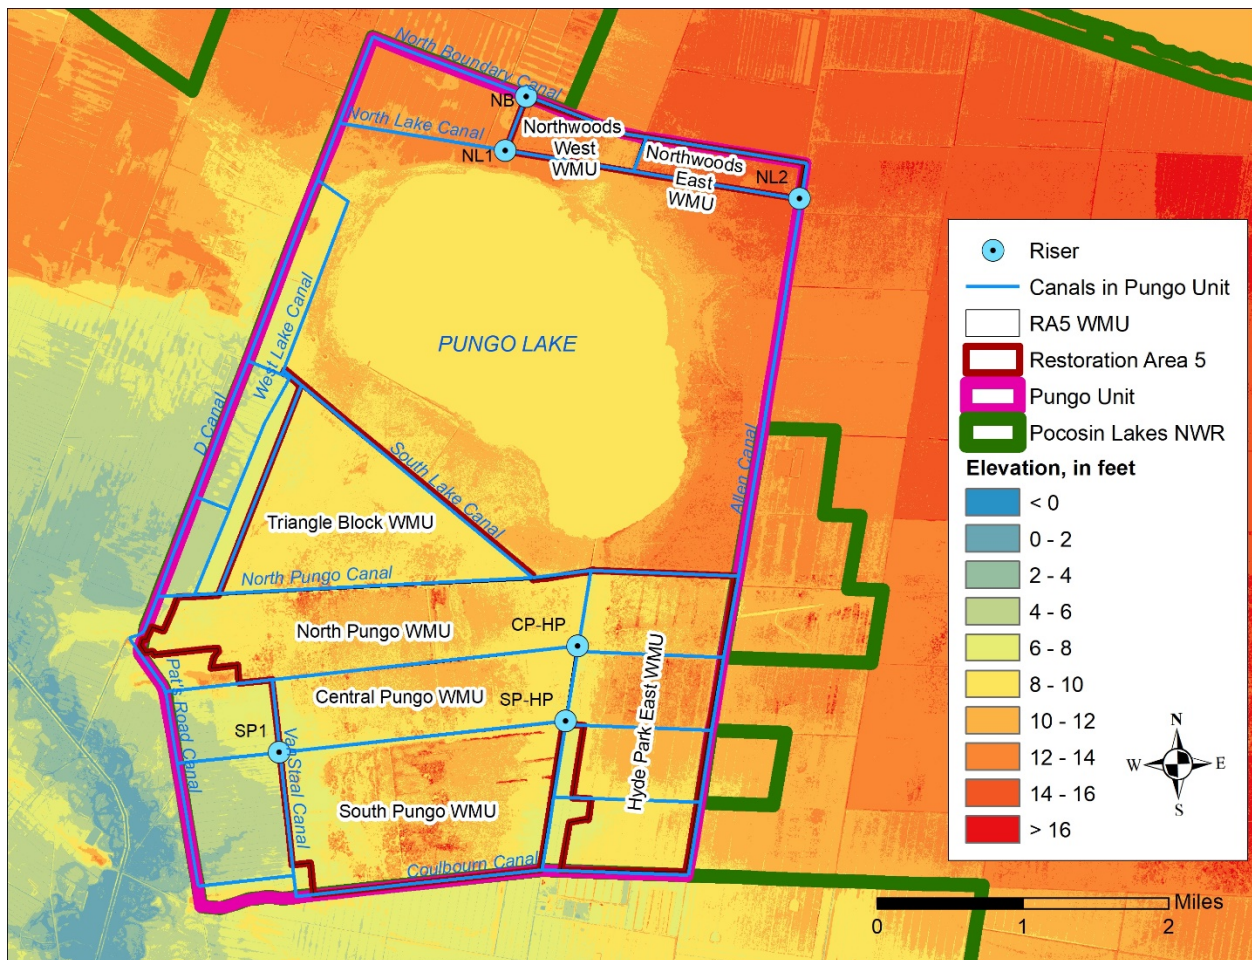 North Boundary Canal
NB
North Lake Canal
Northwoods
West
WMU
NL1
Northwoods
East
WMU
NL2
PUNGO LAKE
West Lake Canal
D Canal
South Lake Canal
Allen Canal
Triangle Block WMU
North Pungo Canal
North Pungo WMU
CP-HP
Central Pungo WMU
SP-HP
Hyde Park East WMU
Pat's Road Canal
SP1
Van Staal Canal
South Pungo WMU
Coulbourn Canal
Riser
Canals in Pungo Unit
RA5 WMU
Restoration Area 5
Pungo Unit
Pocosin Lakes NWR
Elevation, in feet
< 0
0 - 2
2 - 4
4 - 6
6 - 8
8 - 10
10 - 12
12 - 14
14 - 16
> 16
N
W
E
S
Miles
0
1
2